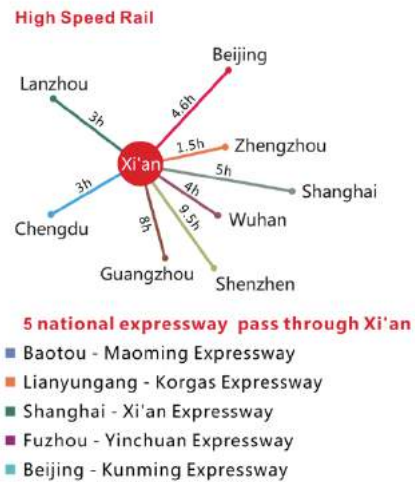 High Speed Rail
Beijing
Lanzhou
4.6h
3h
Zhengzhou
1.5h
Xi'an
5h
Shanghai
3h
4h
Wuhan
Chengdu
8h
9.5h
Guangzhou
Shenzhen
5 national expressway pass through Xi'an
Baotou - Maoming Expressway
Lianyungang - Korgas Expressway
Shanghai - Xi'an Expressway
Fuzhou - Yinchuan Expressway
Beijing - Kunming Expressway